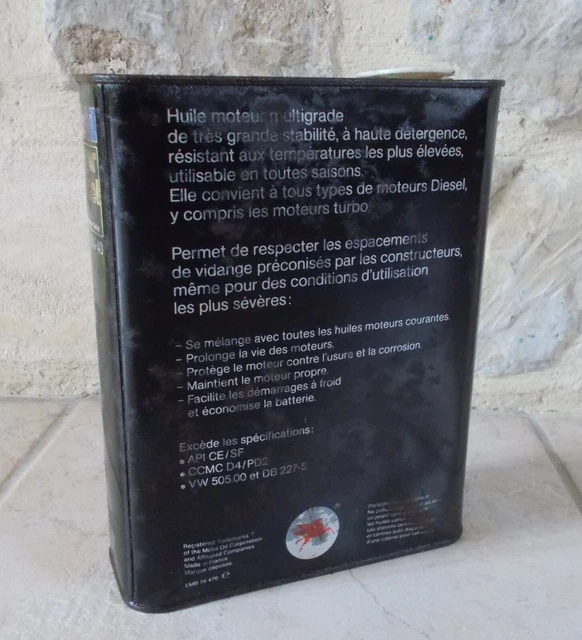 Huile moteur multigrade
de très grande stabilité, à haute détergence,
résistant aux températures les plus élevées,
utilisable en toutes saisons.
Elle convient à tous types de moteurs Diesel,
y compris les moteurs turbo.
Permet de respecter les espacements
de vidange préconisés par les constructeurs,
même pour des conditions d'utilisation
les plus sévères:
– Se mélange avec toutes les huiles moteurs courantes.
– Prolonge la vie des moteurs.
– Protège le moteur contre l'usure et la corrosion.
– Maintient le moteur propre.
– Facilite les démarrages à froid
et économise la batterie.
Excède les spécifications:
• API CE/SF
• CCMC D4/PD2
• VW 505.00 et DB 227-5
Registered Trademarks
of the Mobil Oil Corporation
and Affiliated Companies
Made in France
Marque déposée.
EMB 76 476 €